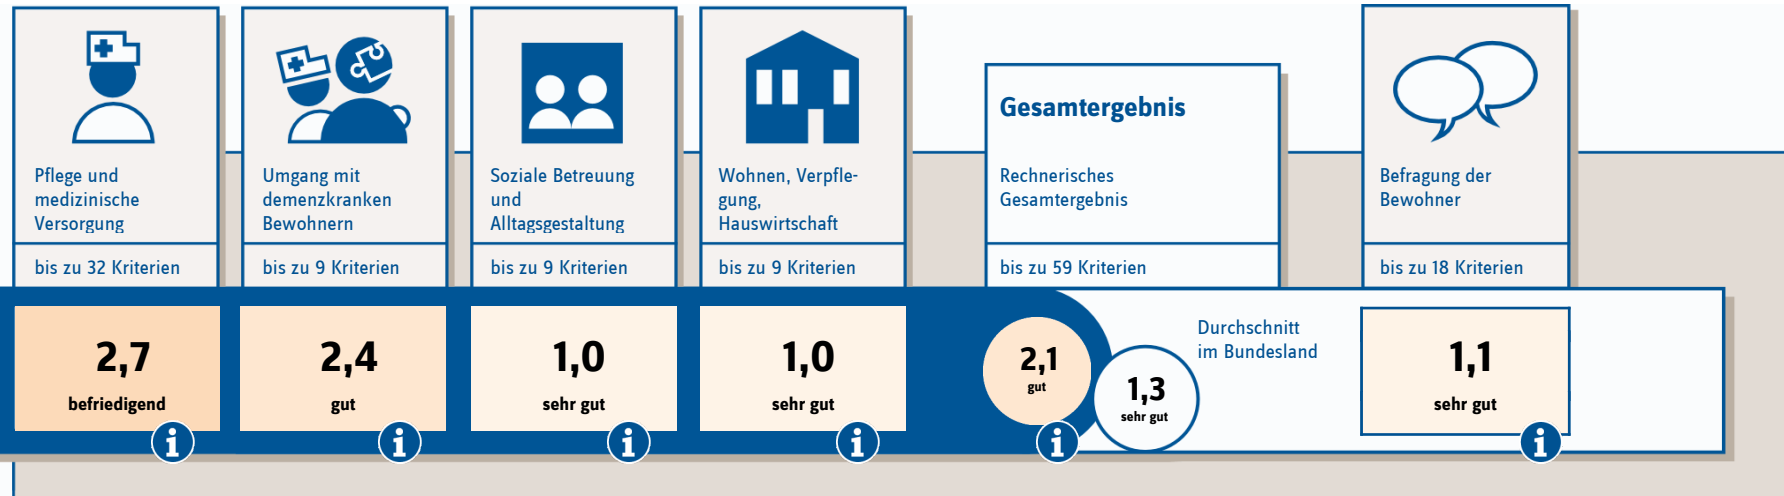 Pflege und
medizinische
Versorgung
bis zu 32 Kriterien
2,7
befriedigend
i
Umgang mit
demenzkranken
Bewohnern
bis zu 9 Kriterien
2,4
gut
i
Soziale Betreuung
und
Alltagsgestaltung
bis zu 9 Kriterien
1,0
sehr gut
i
Wohnen, Verpfle-
gung,
Hauswirtschaft
bis zu 9 Kriterien
1,0
sehr gut
i
Gesamtergebnis
Rechnerisches
Gesamtergebnis
bis zu 59 Kriterien
2,1
gut
i
1,3
sehr gut
Durchschnitt
im Bundesland
Befragung der
Bewohner
bis zu 18 Kriterien
1,1
sehr gut
i